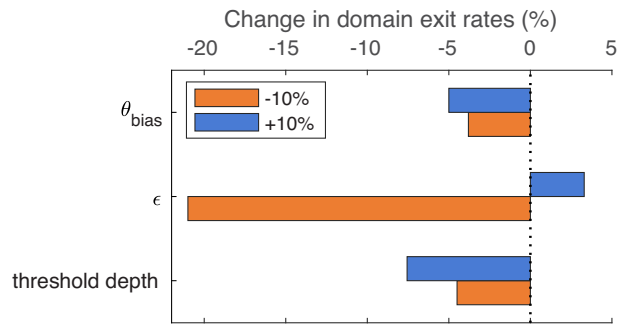 Change in domain exit rates (%)
-20 -15 -10 -5 0 5
-10%
+10%
θbias
ϵ
threshold depth